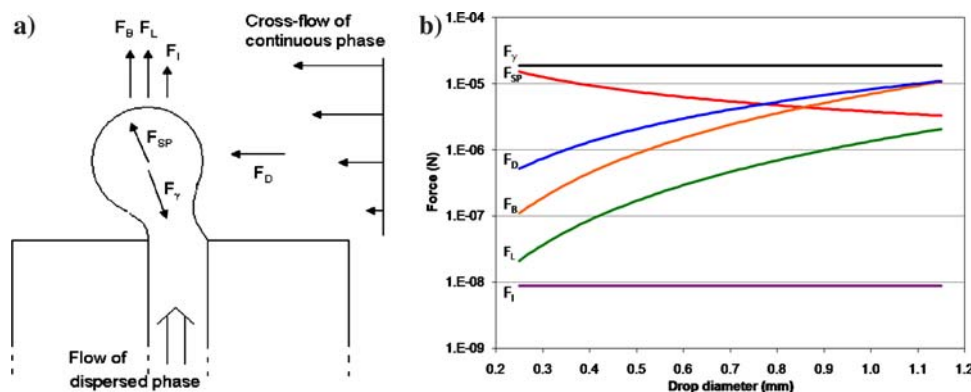 a)
F_B F_L
F_I
Cross-flow of
continuous phase
F_SP
F_γ
F_D
Flow of
dispersed phase
b)
1.E-04
1.E-05
1.E-06
1.E-07
1.E-08
1.E-09
Force (N)
F_γ
F_SP
F_D
F_B
F_L
F_I
0.2 0.3 0.4 0.5 0.6 0.7 0.8 0.9 1.0 1.1 1.2
Drop diameter (mm)